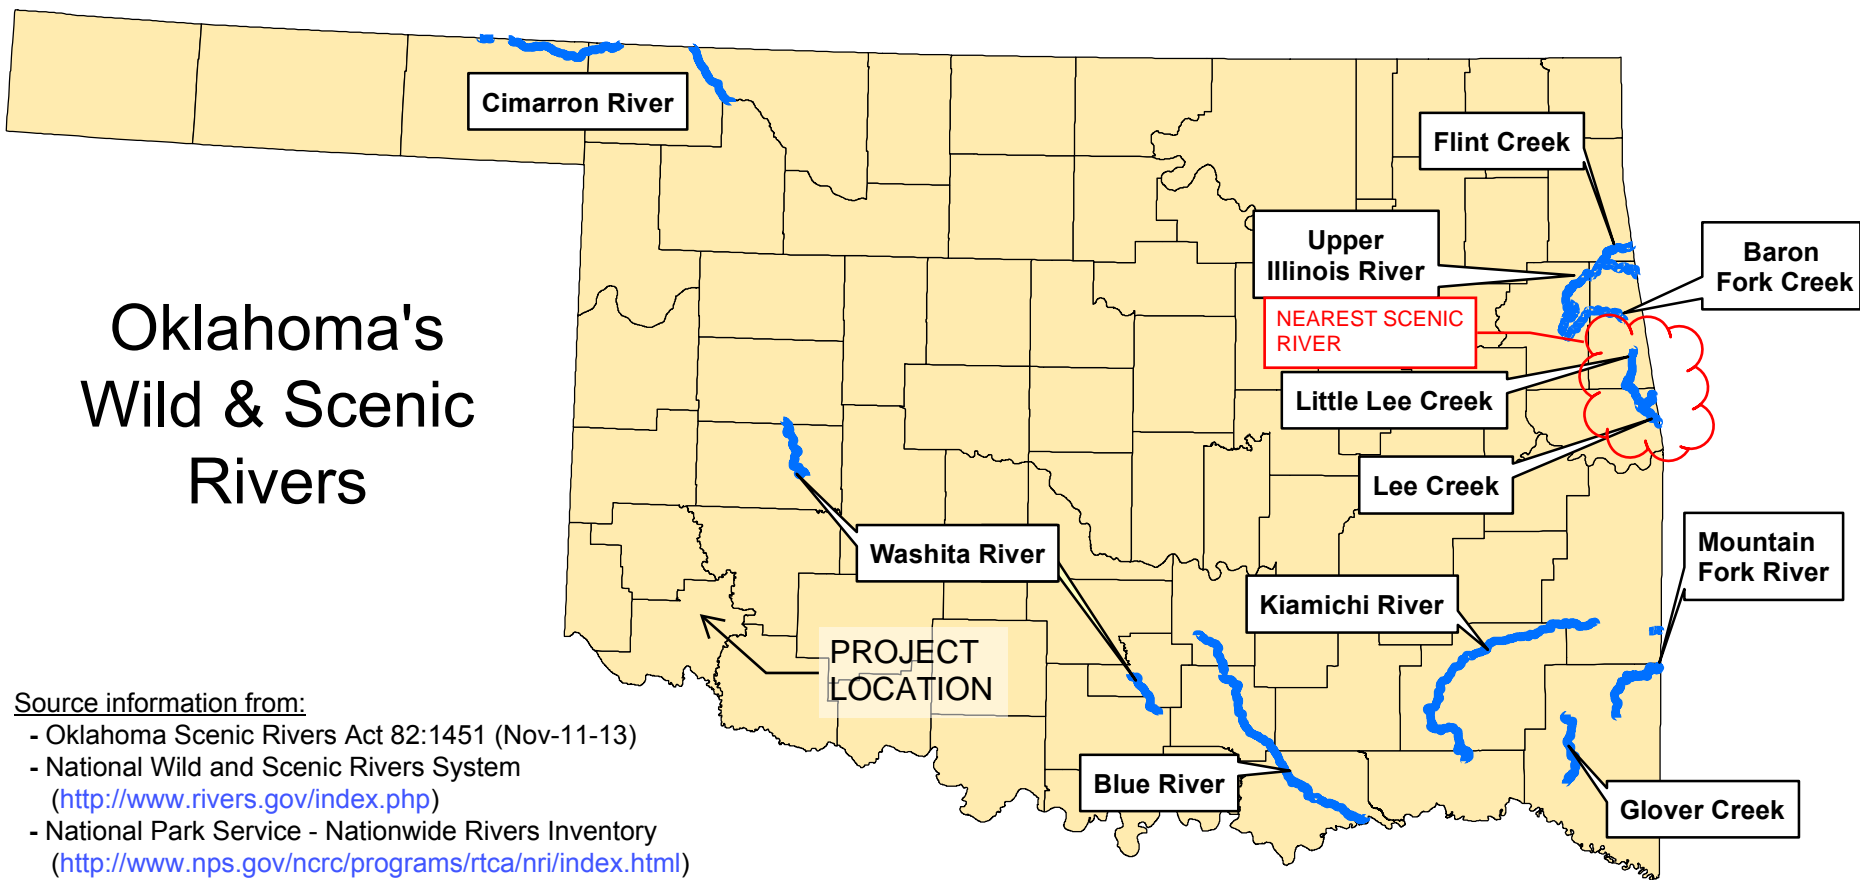 Cimarron River
Flint Creek
Upper
Illinois River
Baron
Fork Creek
NEAREST SCENIC
RIVER
Oklahoma's
Wild & Scenic
Rivers
Little Lee Creek
Lee Creek
Washita River
Mountain
Fork River
Kiamichi River
PROJECT
LOCATION
Blue River
Glover Creek
Source information from:
- Oklahoma Scenic Rivers Act 82:1451 (Nov-11-13)
- National Wild and Scenic Rivers System
(http://www.rivers.gov/index.php)
- National Park Service - Nationwide Rivers Inventory
(http://www.nps.gov/ncrc/programs/rtca/nri/index.html)